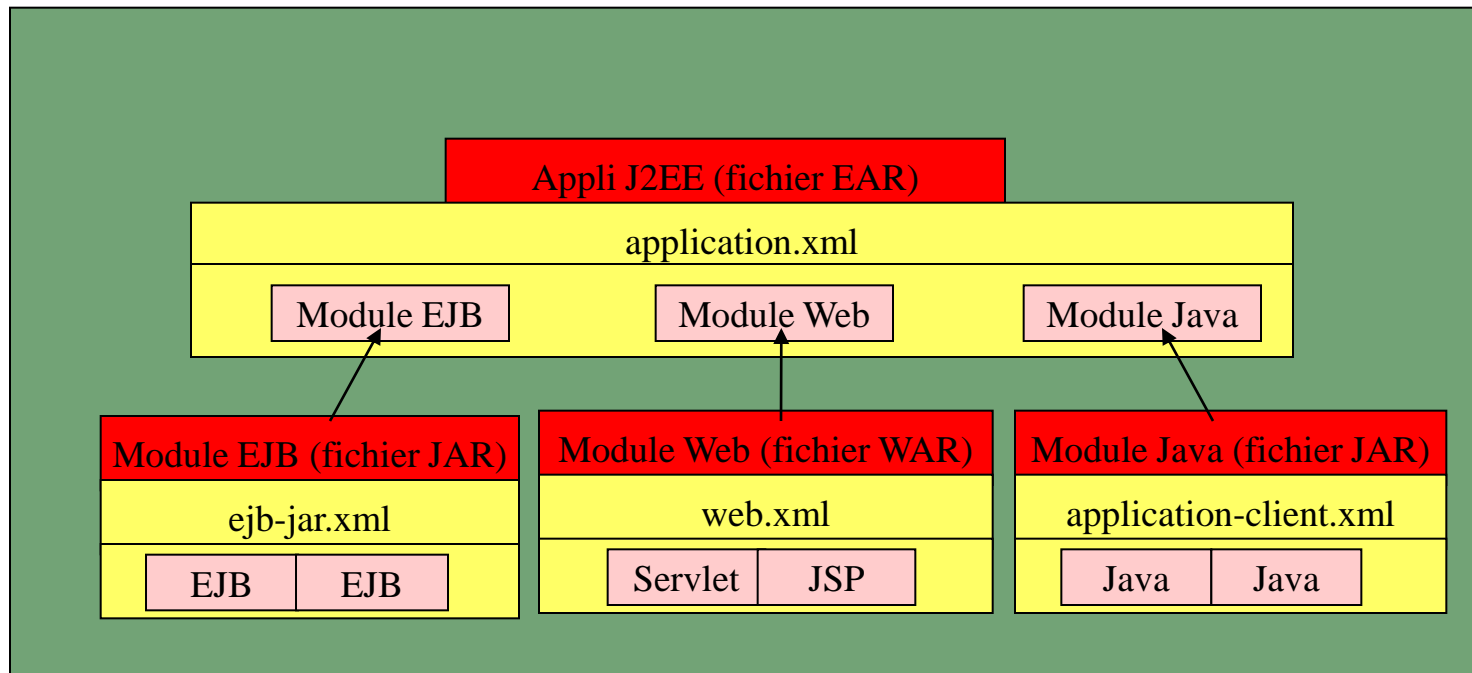 Appli J2EE (fichier EAR)
application.xml
Module EJB
Module Web
Module Java
Module EJB (fichier JAR)
Module Web (fichier WAR)
Module Java (fichier JAR)
ejb-jar.xml
web.xml
application-client.xml
EJB
EJB
Servlet
JSP
Java
Java